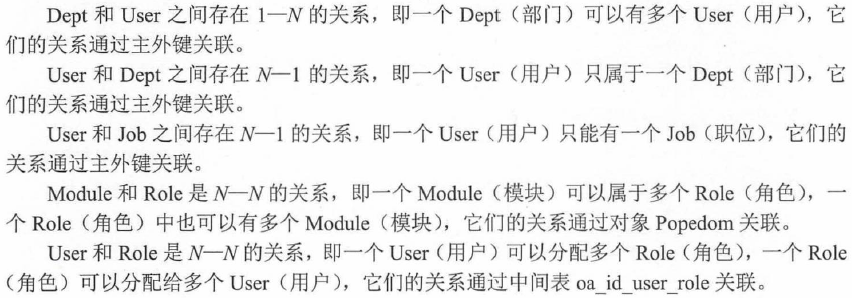 Dept 和 User 之间存在 1—N 的关系，即一个 Dept（部门）可以有多个 User（用户），它
们的关系通过主外键关联。
User 和 Dept 之间存在 N—1 的关系，即一个 User（用户）只属于一个 Dept（部门），它
们的关系通过主外键关联。
User 和 Job 之间存在 N—1 的关系，即一个 User（用户）只能有一个 Job（职位），它们的
关系通过主外键关联。
Module 和 Role 是 N—N 的关系，即一个 Module（模块）可以属于多个 Role（角色），一
个 Role（角色）中也可以有多个 Module（模块），它们的关系通过对象 Popedom 关联。
User 和 Role 是 N—N 的关系，即一个 User（用户）可以分配多个 Role（角色），一个 Role
（角色）可以分配给多个 User（用户），它们的关系通过中间表 oa_id_user_role 关联。